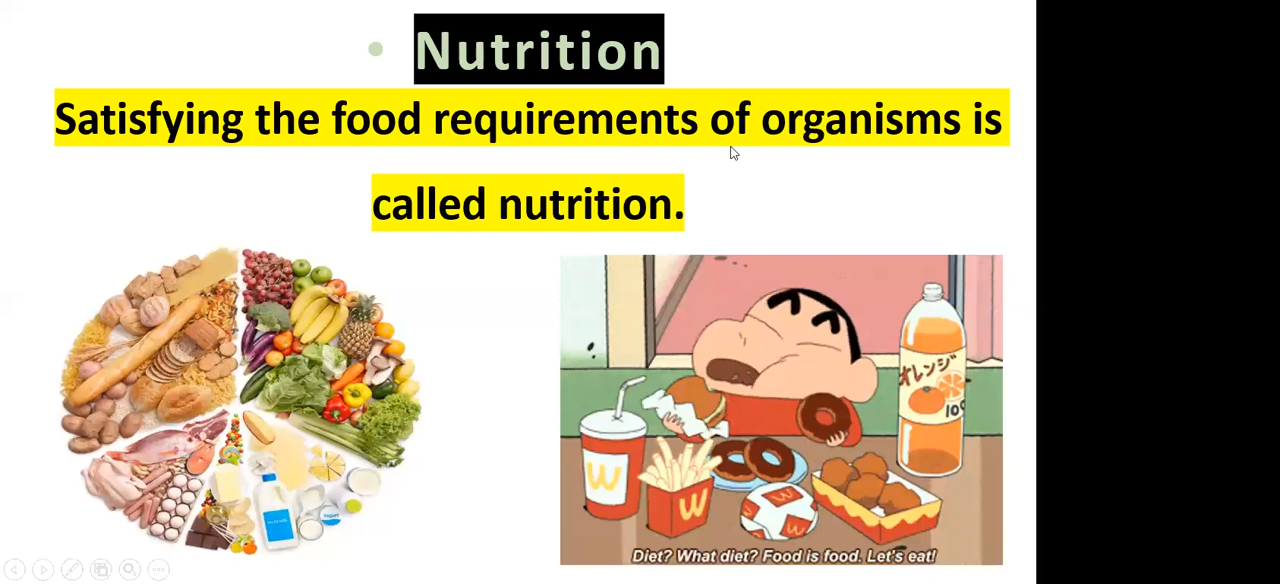 Nutrition
Satisfying the food requirements of organisms is
called nutrition.
オレンジ
100
W
W
W
Diet? What diet? Food is food. Let's eat!